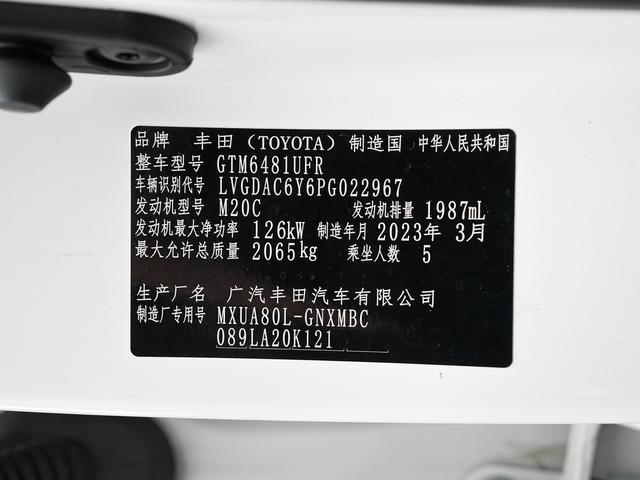 品牌 丰田(TOYOTA) 制造国 中华人民共和国
整车型号 GTM6481UFR
车辆识别代号 LVGDAC6Y6PG022967
发动机型号 M20C 发动机排量 1987mL
发动机最大净功率 126kW 制造年月 2023年 3月
最大允许总质量 2065kg 乘坐人数 5
生产厂名 广汽丰田汽车有限公司
制造厂专用号 MXUA80L-GNXMBC
089LA20K121